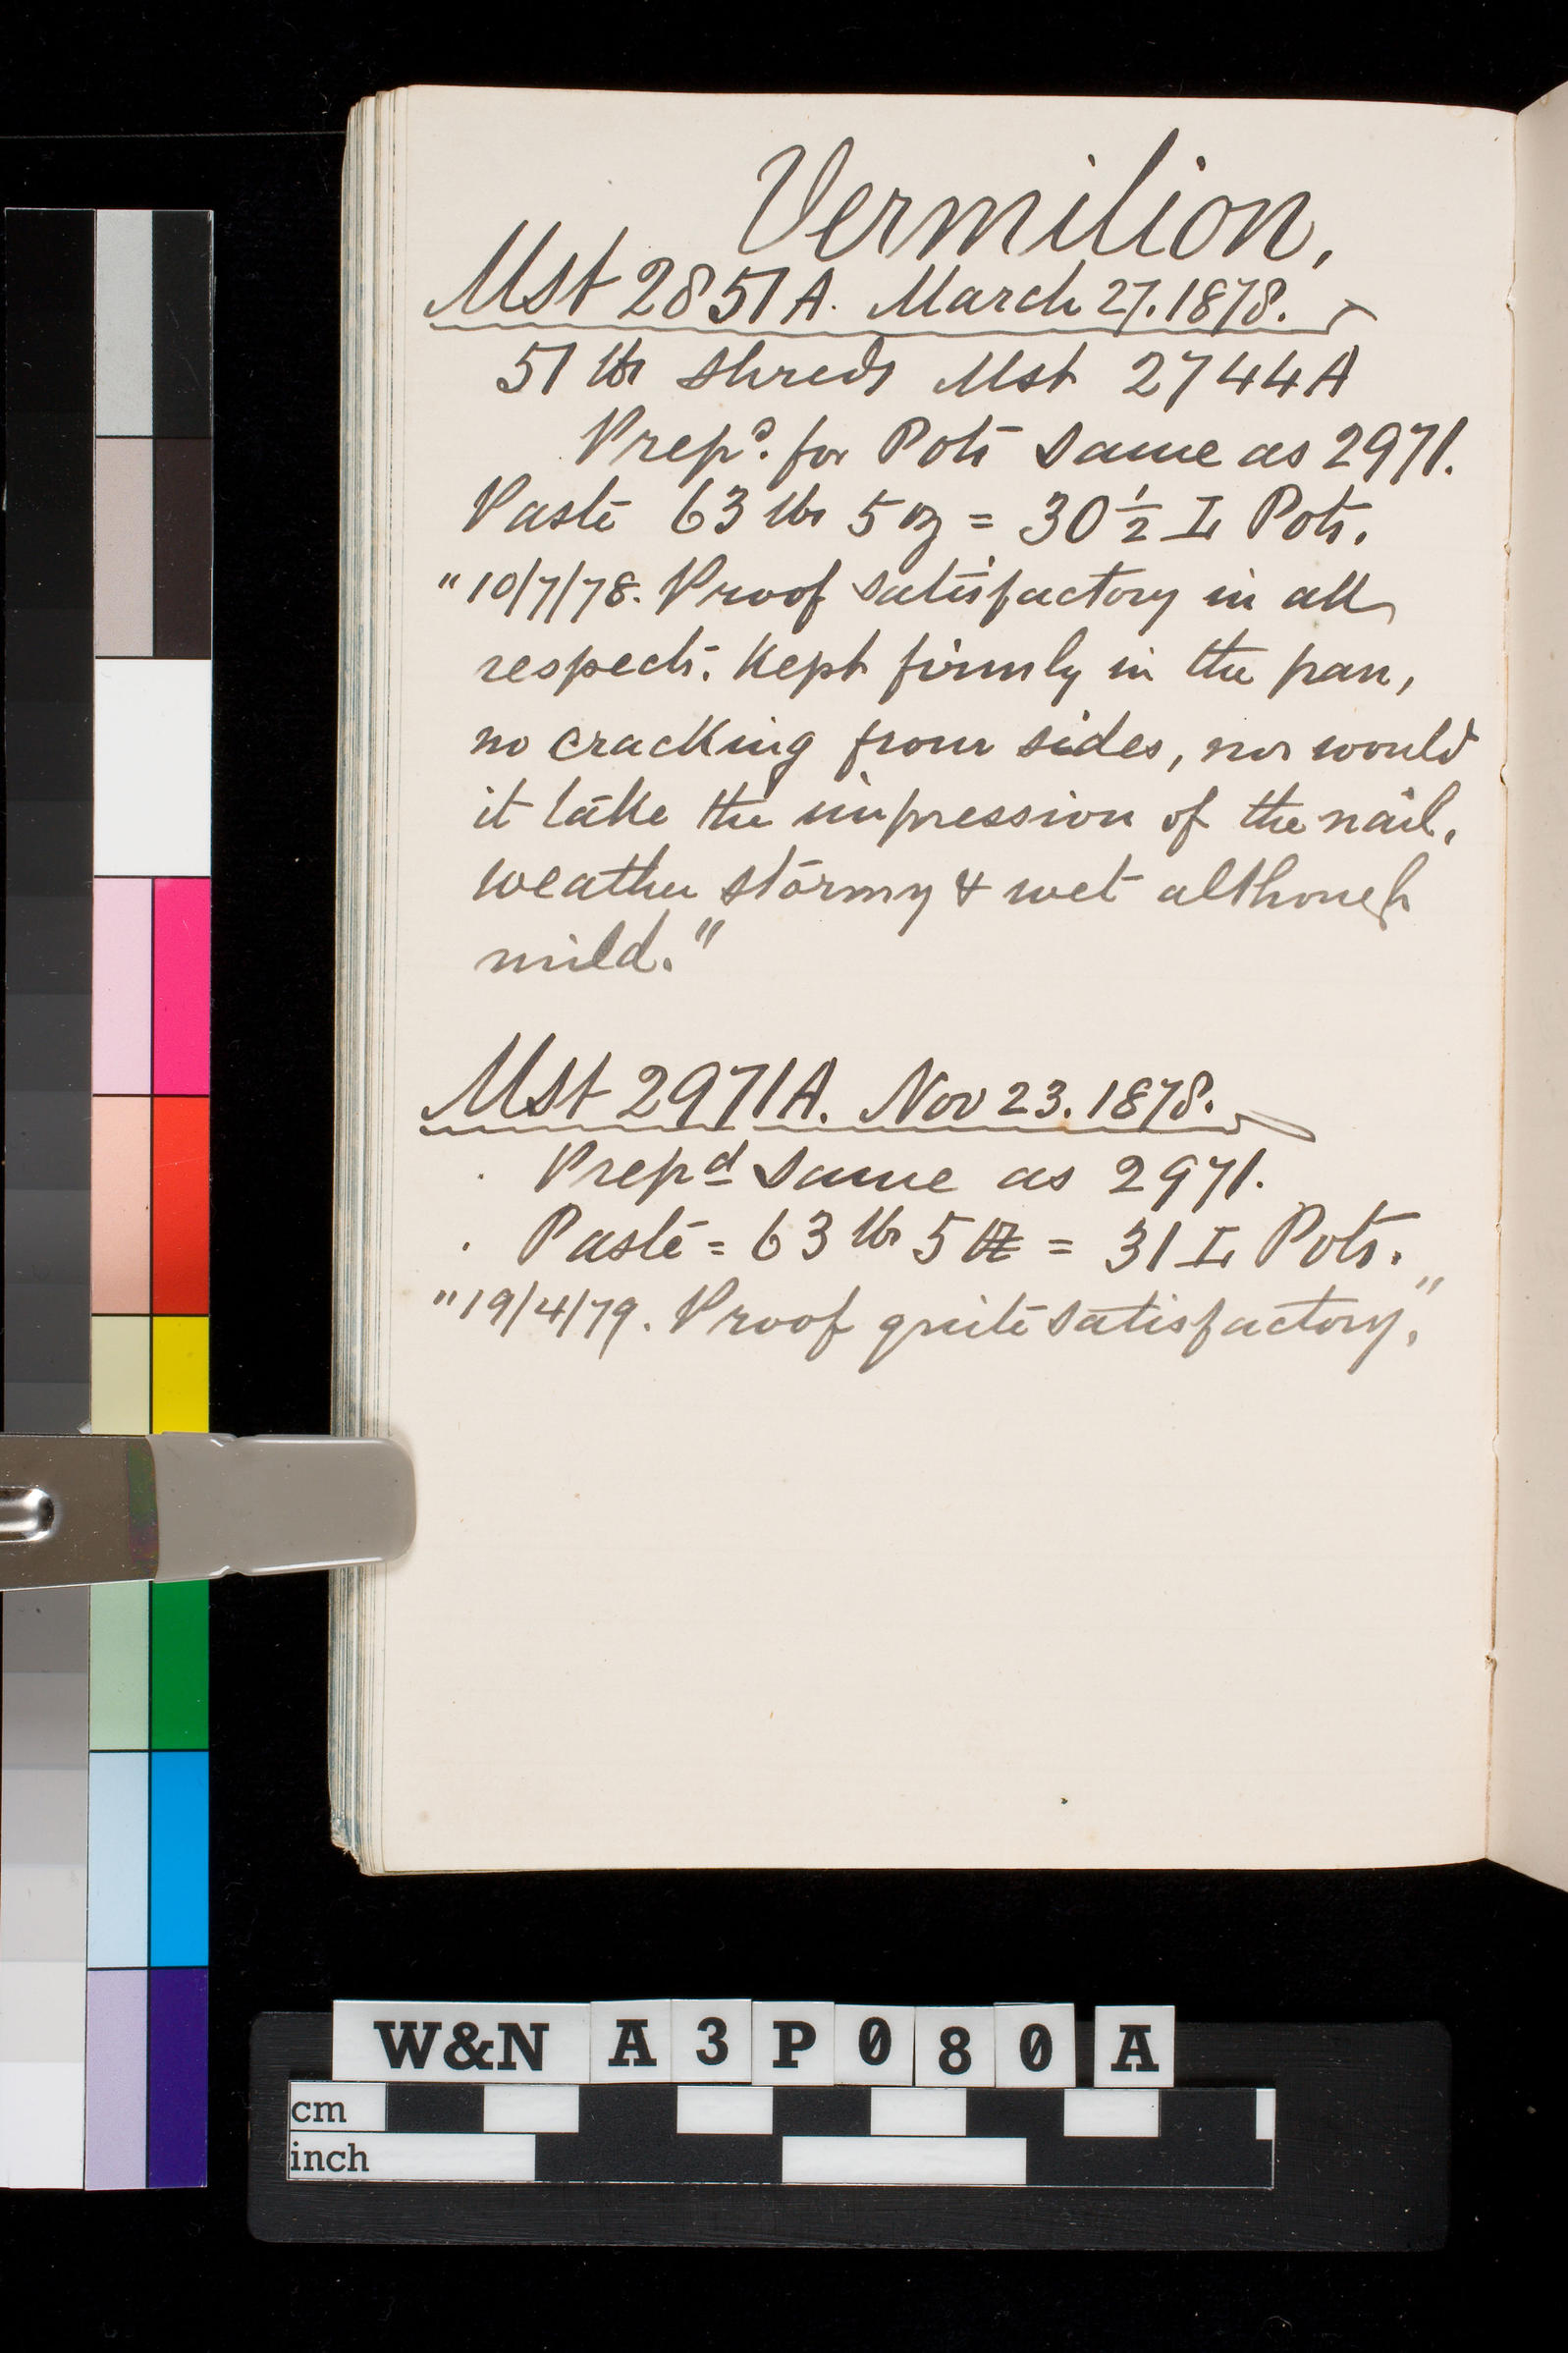 Vermilion,
Mst 2851A. March 27. 1878.
51 lbs shreds Mst 2744A
Prepd. for Pots same as 2971.
Paste 63 lbs 5 oz = 30 1/2 L Pots.
"10/7/78. Proof satisfactory in all
respects. Kept firmly in the pan,
no cracking from sides, nor would
it take the impression of the nail.
weather stormy & wet although
mild."
Mst 2971A. Nov 23. 1878.
Prepd same as 2971.
Paste = 63 lbs 5 = 31 L Pots.
"19/4/79. Proof quite satisfactory."
W&N A3P080A
cm
inch